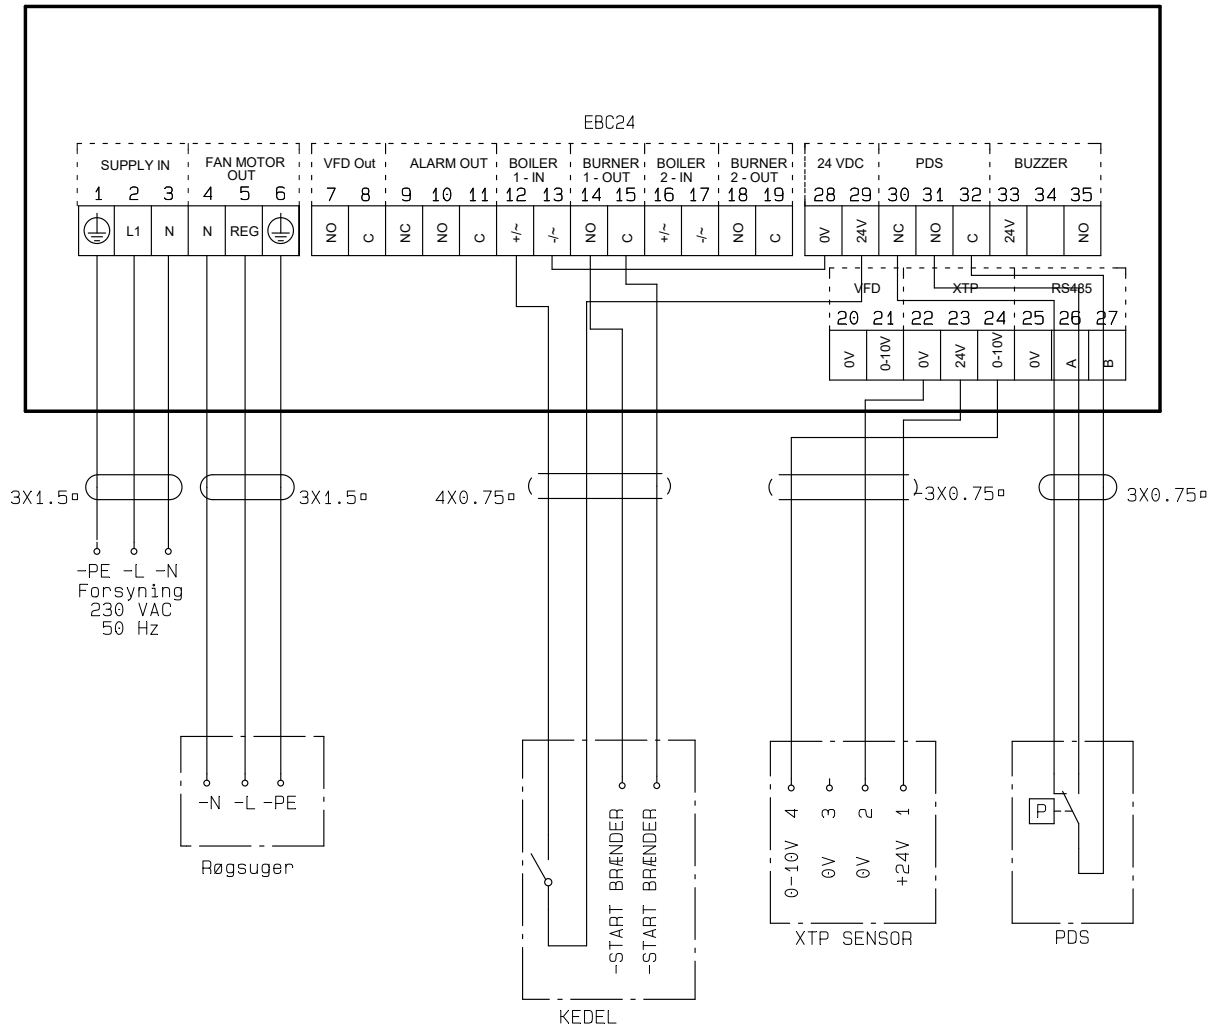 EBC24
SUPPLY IN FAN MOTOR OUT VFD Out ALARM OUT BOILER 1 - IN BURNER 1 - OUT BOILER 2 - IN BURNER 2 - OUT 24 VDC PDS BUZZER
1 2 3 4 5 6 7 8 9 10 11 12 13 14 15 16 17 18 19 28 29 30 31 32 33 34 35
L1 N N REG NO C NC NO C +/~ -/~ NO C +/~ -/~ NO C 0V 24V NC NO C 24V NO
VFD XTP RS485
20 21 22 23 24 25 26 27
0V 0-10V 0V 24V 0-10V 0V A B
3X1.5▫ 3X1.5▫ 4X0.75▫ -3X0.75▫ 3X0.75▫
-PE -L -N
Forsyning
230 VAC
50 Hz
-N -L -PE
Røgsuger
-START BRÆNDER
-START BRÆNDER
KEDEL
4 3 2 1
0-10V 0V 0V +24V
XTP SENSOR
P
PDS